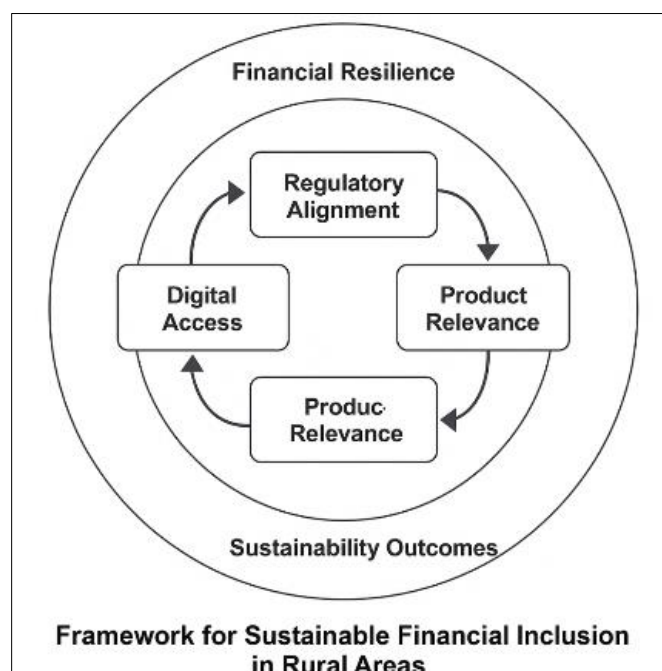 Financial Resilience
Regulatory
Alignment
Digital
Access
Product
Relevance
Produc-
Relevance
Sustainability Outcomes
Framework for Sustainable Financial Inclusion
in Rural Areas